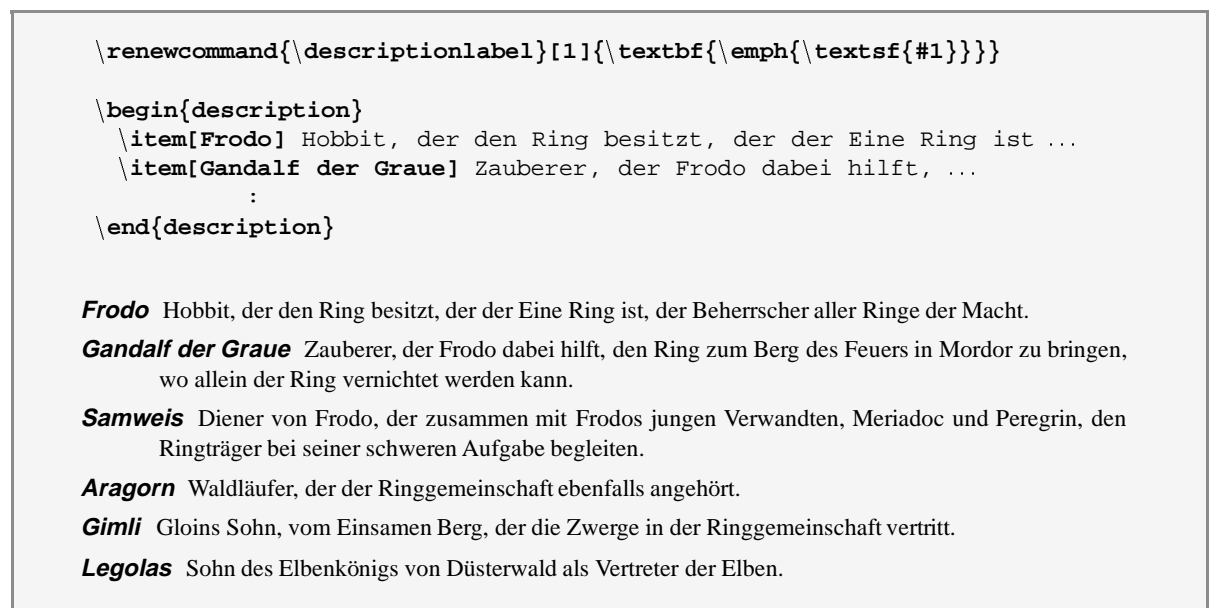 \renewcommand{\descriptionlabel}[1]{\textbf{\emph{\textsf{#1}}}}
\begin{description}
\item[Frodo] Hobbit, der den Ring besitzt, der der Eine Ring ist ...
\item[Gandalf der Graue] Zauberer, der Frodo dabei hilft, ...
:
\end{description}
Frodo Hobbit, der den Ring besitzt, der der Eine Ring ist, der Beherrscher aller Ringe der Macht.
Gandalf der Graue Zauberer, der Frodo dabei hilft, den Ring zum Berg des Feuers in Mordor zu bringen,
wo allein der Ring vernichtet werden kann.
Samweis Diener von Frodo, der zusammen mit Frodos jungen Verwandten, Meriadoc und Peregrin, den
Ringträger bei seiner schweren Aufgabe begleiten.
Aragorn Waldläufer, der der Ringgemeinschaft ebenfalls angehört.
Gimli Gloins Sohn, vom Einsamen Berg, der die Zwerge in der Ringgemeinschaft vertritt.
Legolas Sohn des Elbenkönigs von Düsterwald als Vertreter der Elben.